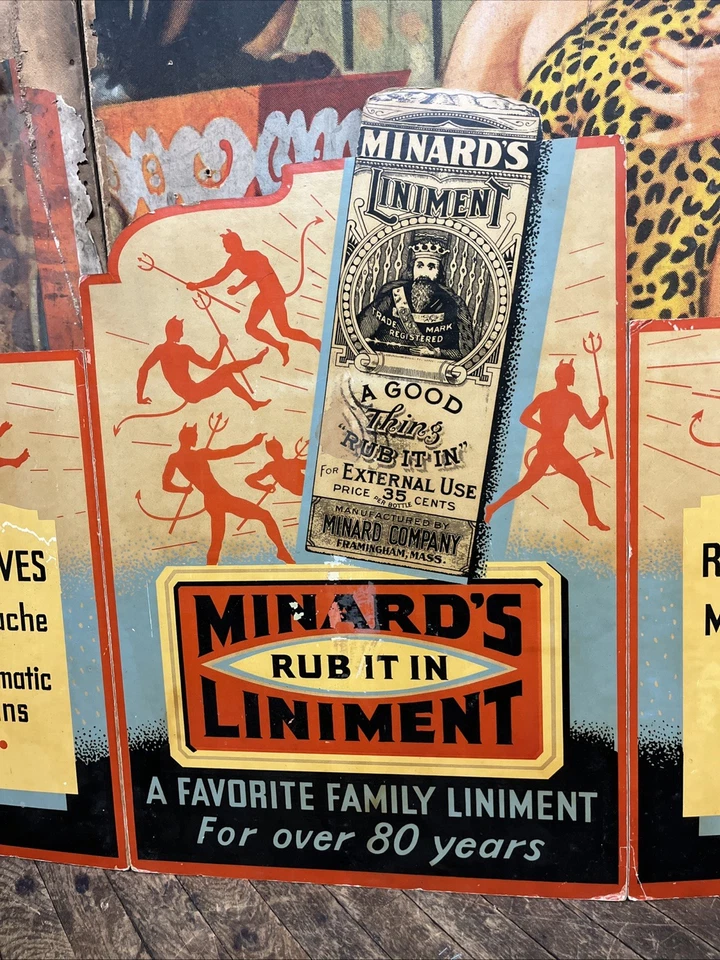 MINARD'S
LINIMENT
TRADE MARK
REGISTERED
A GOOD
Thing
"RUB IT IN"
FOR EXTERNAL USE
PRICE 35 CENTS
PER BOTTLE
MANUFACTURED BY
MINARD COMPANY
FRAMINGHAM, MASS.
VES
ache
matic
ns
R
M
MINARD'S
RUB IT IN
LINIMENT
A FAVORITE FAMILY LINIMENT
For over 80 years